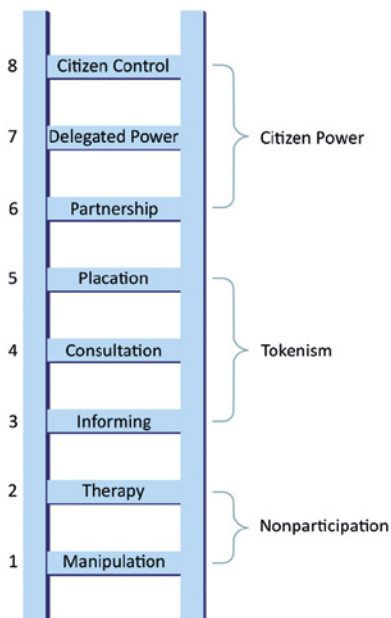 8 Citizen Control
7 Delegated Power
Citizen Power
6 Partnership
5 Placation
4 Consultation
Tokenism
3 Informing
2 Therapy
Nonparticipation
1 Manipulation